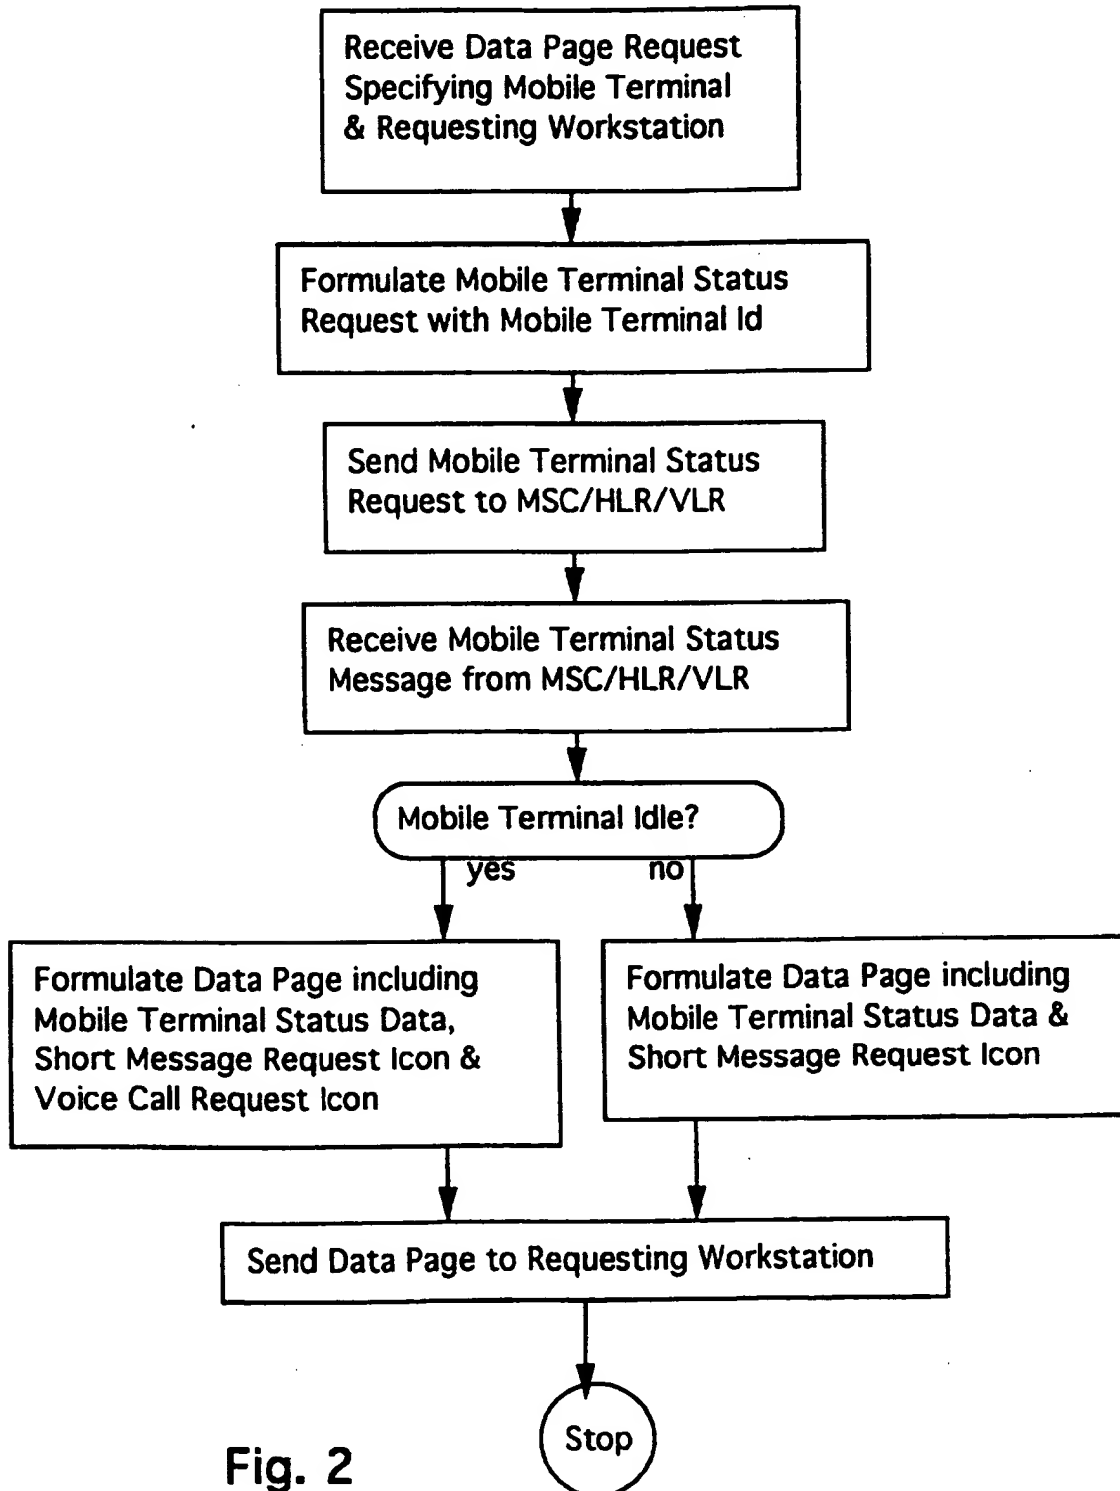 Receive Data Page Request
Specifying Mobile Terminal
& Requesting Workstation
Formulate Mobile Terminal Status
Request with Mobile Terminal Id
Send Mobile Terminal Status
Request to MSC/HLR/VLR
Receive Mobile Terminal Status
Message from MSC/HLR/VLR
Mobile Terminal Idle?
yes no
Formulate Data Page including
Mobile Terminal Status Data,
Short Message Request Icon &
Voice Call Request Icon
Formulate Data Page including
Mobile Terminal Status Data &
Short Message Request Icon
Send Data Page to Requesting Workstation
Stop
Fig. 2